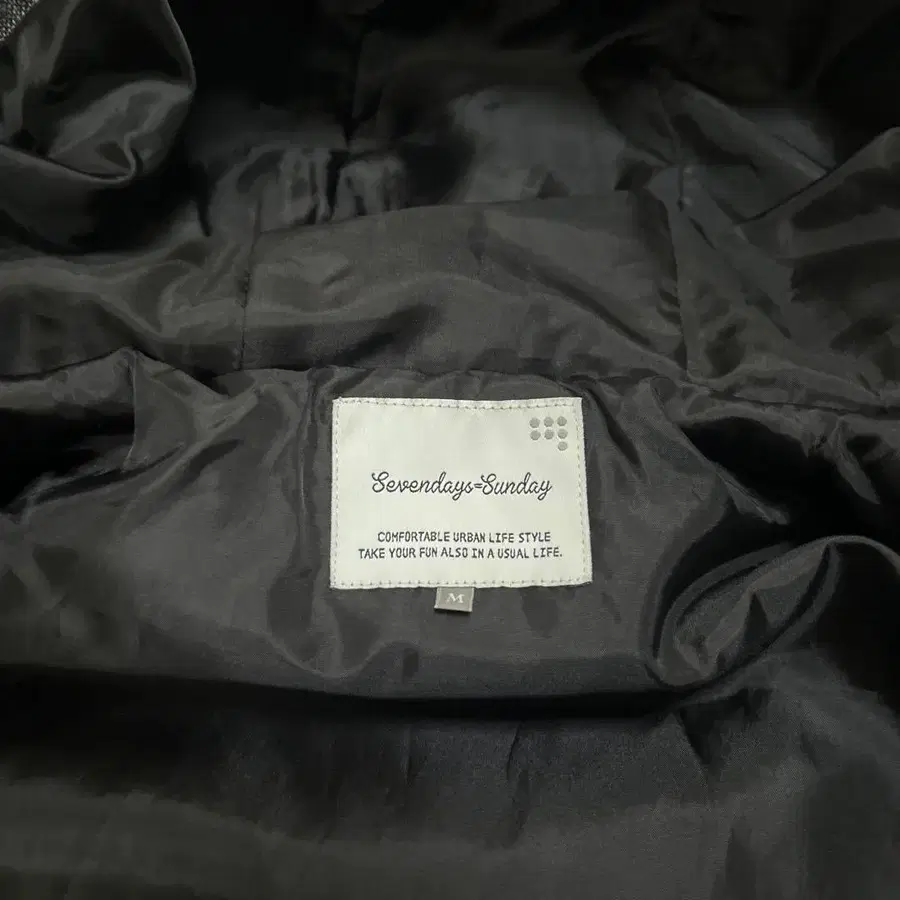 Sevendays=Sunday
COMFORTABLE URBAN LIFE STYLE
TAKE YOUR FUN ALSO IN A USUAL LIFE.
M